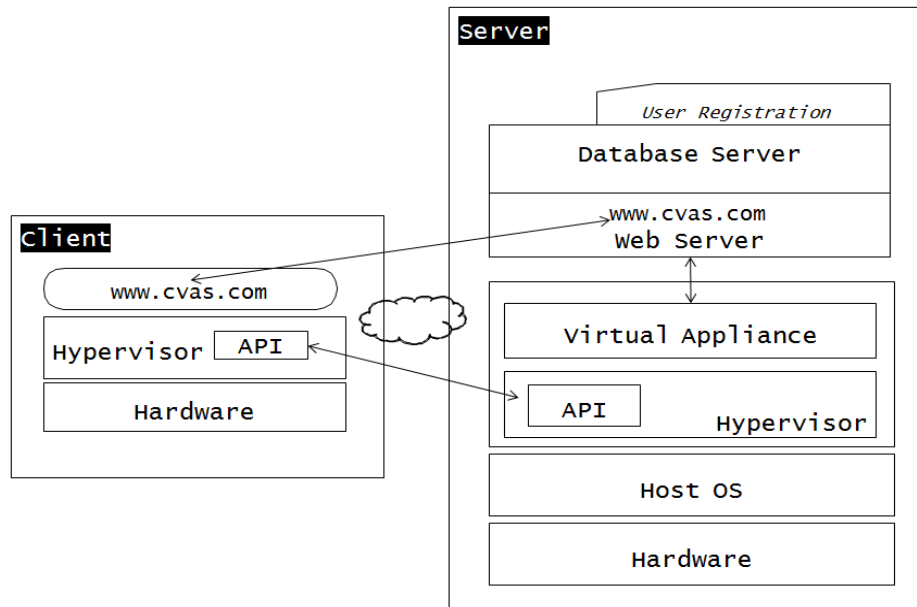 Server
User Registration
Database Server
www.cvas.com
Web Server
Virtual Appliance
API
Hypervisor
Host OS
Hardware
Client
www.cvas.com
Hypervisor
API
Hardware